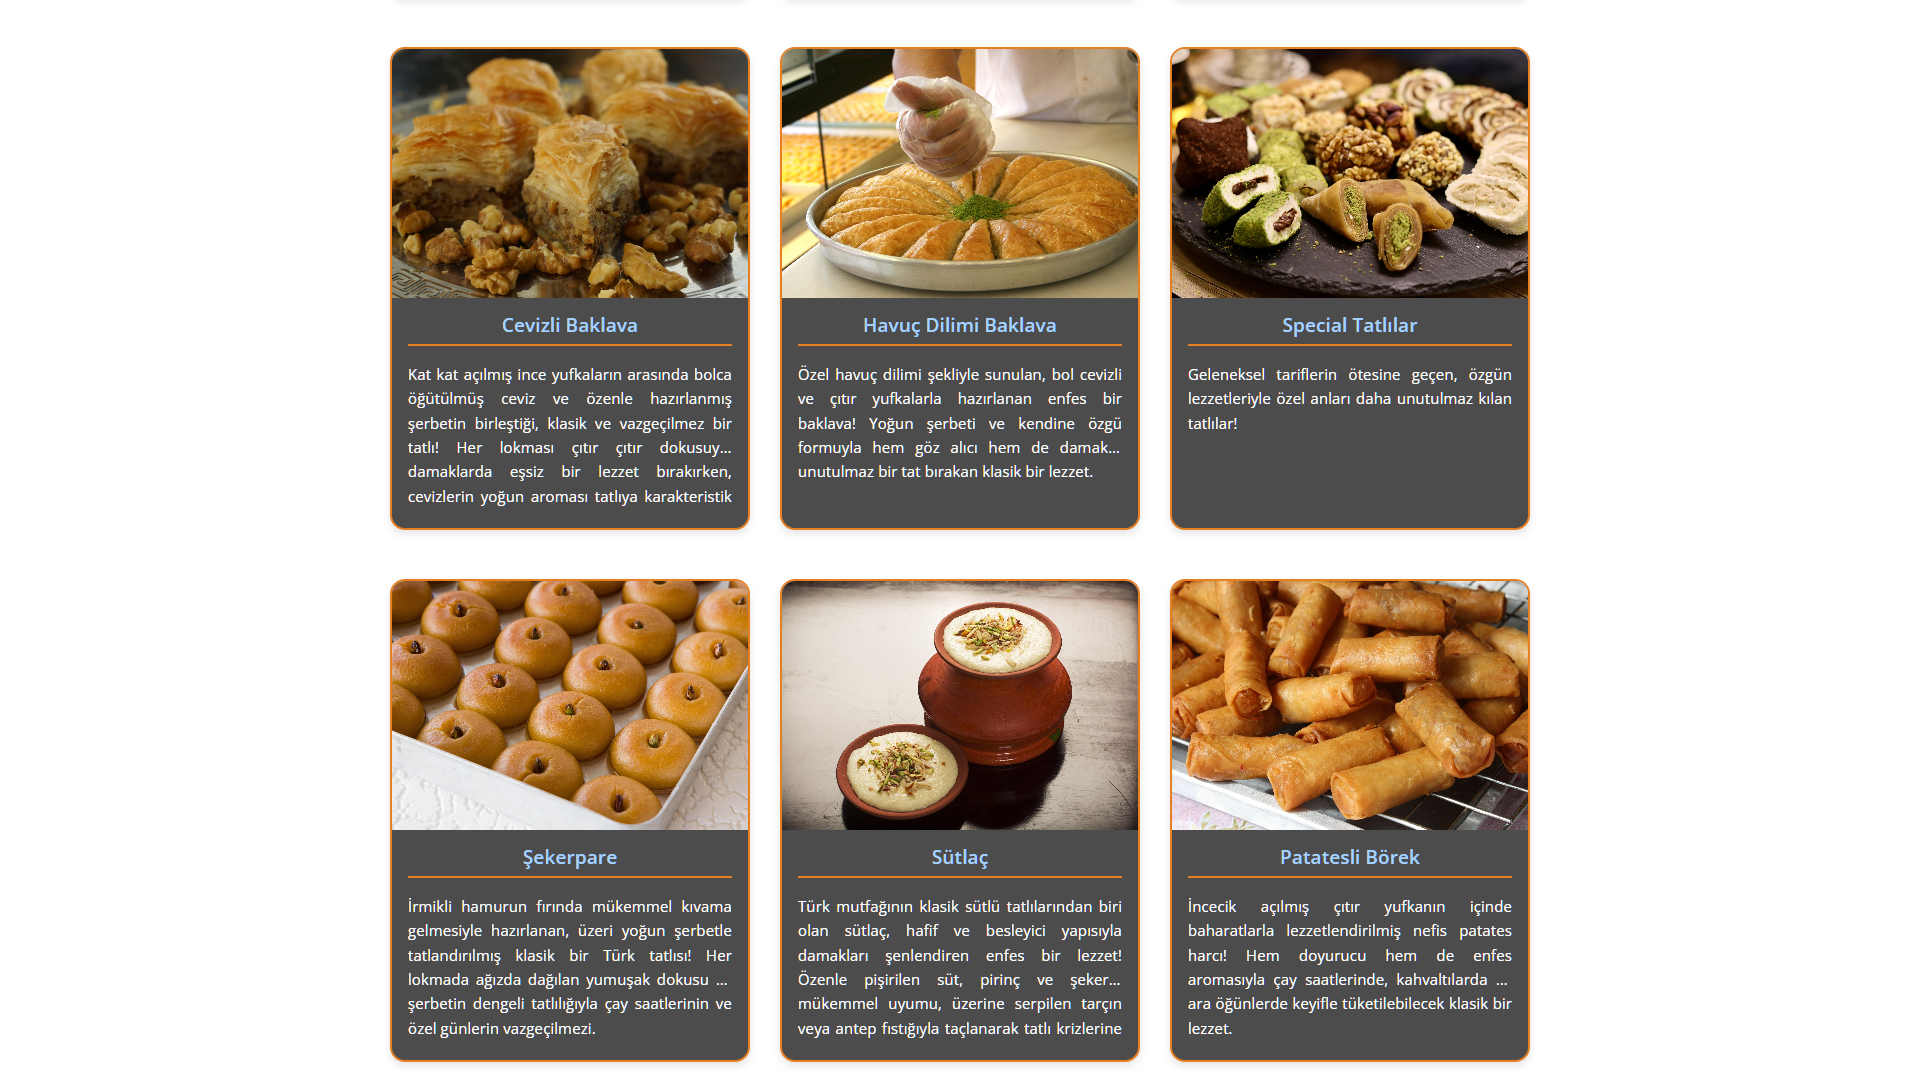 Cevizli Baklava
Kat kat açılmış ince yufkaların arasında bolca
öğütülmüş ceviz ve özenle hazırlanmış
şerbetin birleştiği, klasik ve vazgeçilmez bir
tatlı! Her lokması çıtır çıtır dokusuy...
damaklarda eşsiz bir lezzet bırakırken,
cevizlerin yoğun aroması tatlıya karakteristik
Havuç Dilimi Baklava
Özel havuç dilimi şekliyle sunulan, bol cevizli
ve çıtır yufkalarla hazırlanan enfes bir
baklava! Yoğun şerbeti ve kendine özgü
formuyla hem göz alıcı hem de damak...
unutulmaz bir tat bırakan klasik bir lezzet.
Special Tatlılar
Geleneksel tariflerin ötesine geçen, özgün
lezzetleriyle özel anları daha unutulmaz kılan
tatlılar!
Şekerpare
İrmikli hamurun fırında mükemmel kıvama
gelmesiyle hazırlanan, üzeri yoğun şerbetle
tatlandırılmış klasik bir Türk tatlısı! Her
lokmada ağızda dağılan yumuşak dokusu ...
şerbetin dengeli tatlılığıyla çay saatlerinin ve
özel günlerin vazgeçilmezi.
Sütlaç
Türk mutfağının klasik sütlü tatlılarından biri
olan sütlaç, hafif ve besleyici yapısıyla
damakları şenlendiren enfes bir lezzet!
Özenle pişirilen süt, pirinç ve şeker...
mükemmel uyumu, üzerine serpilen tarçın
veya antep fıstığıyla taçlanarak tatlı krizlerine
Patatesli Börek
İncecik açılmış çıtır yufkanın içinde
baharatlarla lezzetlendirilmiş nefis patates
harcı! Hem doyurucu hem de enfes
aromasıyla çay saatlerinde, kahvaltılarda ...
ara öğünlerde keyifle tüketilebilecek klasik bir
lezzet.